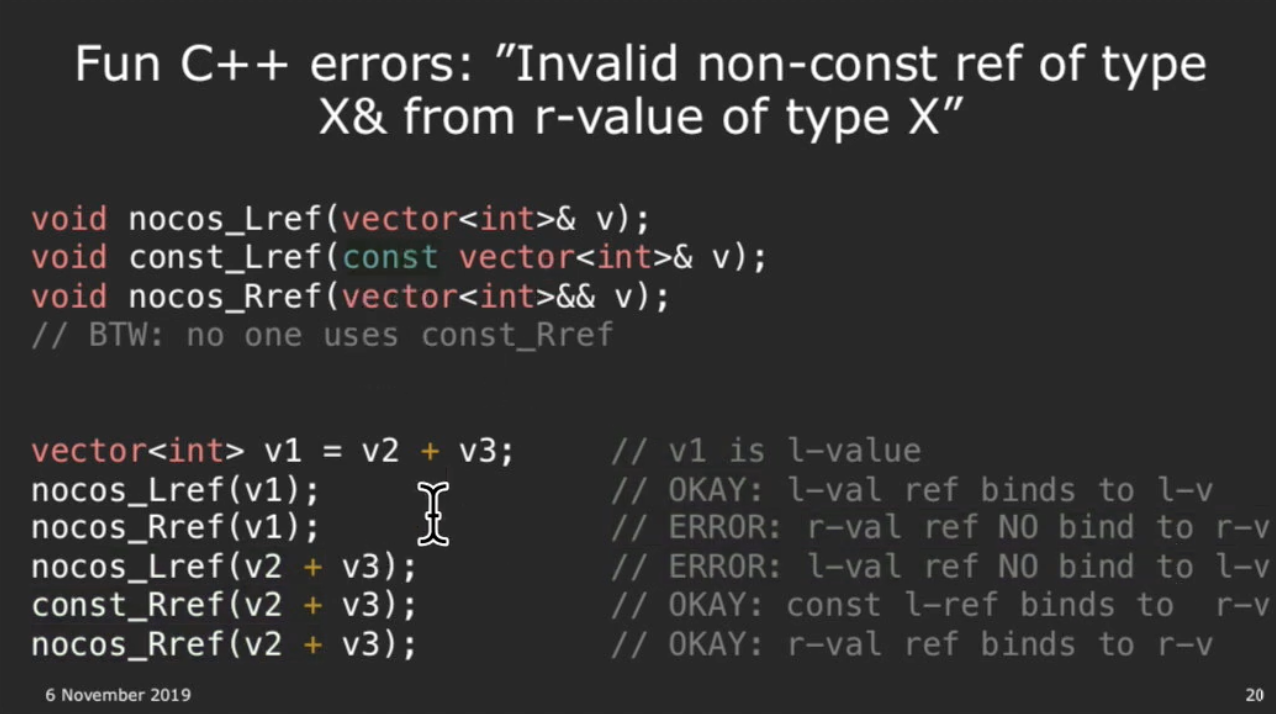 Fun C++ errors: ”Invalid non-const ref of type
X& from r-value of type X”
void nocos_Lref(vector<int>& v);
void const_Lref(const vector<int>& v);
void nocos_Rref(vector<int>&& v);
// BTW: no one uses const_Rref
vector<int> v1 = v2 + v3; // v1 is l-value
nocos_Lref(v1); // OKAY: l-val ref binds to l-v
nocos_Rref(v1); // ERROR: r-val ref NO bind to r-v
nocos_Lref(v2 + v3); // ERROR: l-val ref NO bind to l-v
const_Rref(v2 + v3); // OKAY: const l-ref binds to r-v
nocos_Rref(v2 + v3); // OKAY: r-val ref binds to r-v
6 November 2019 20